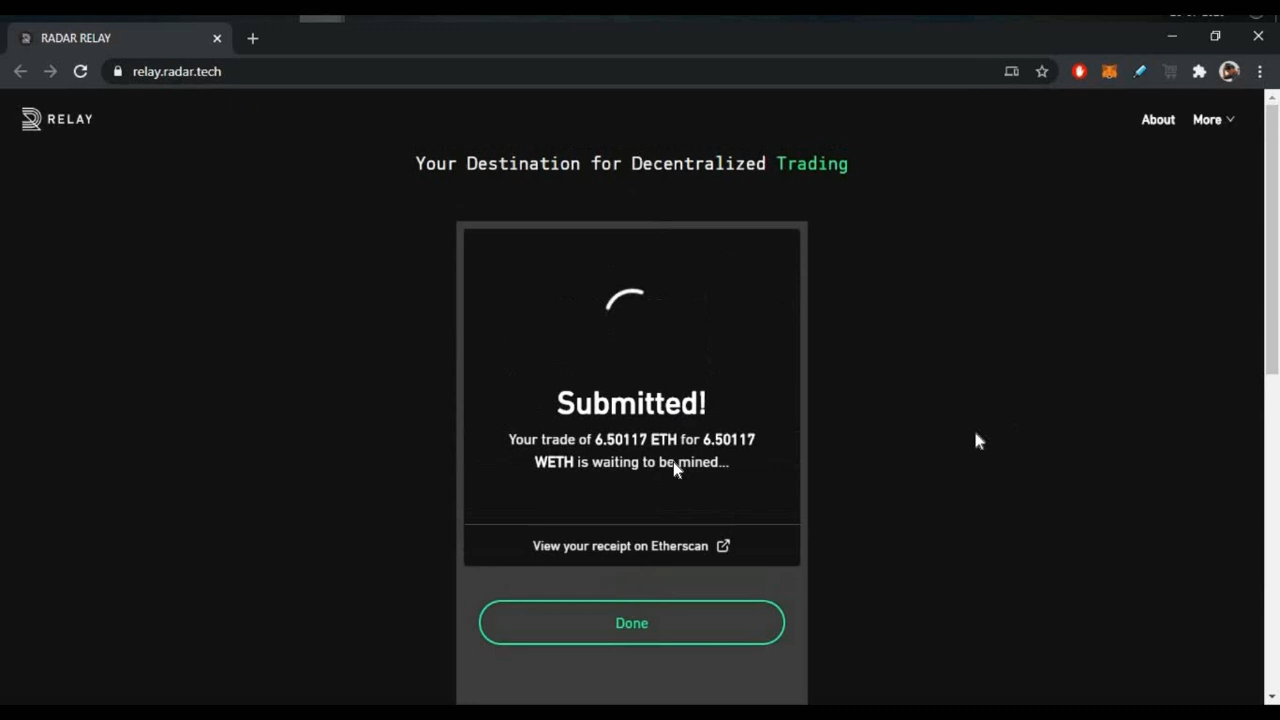 RADAR RELAY
relay.radar.tech
RELAY
About More
Your Destination for Decentralized Trading
Submitted!
Your trade of 6.50117 ETH for 6.50117
WETH is waiting to be mined...
View your receipt on Etherscan
Done